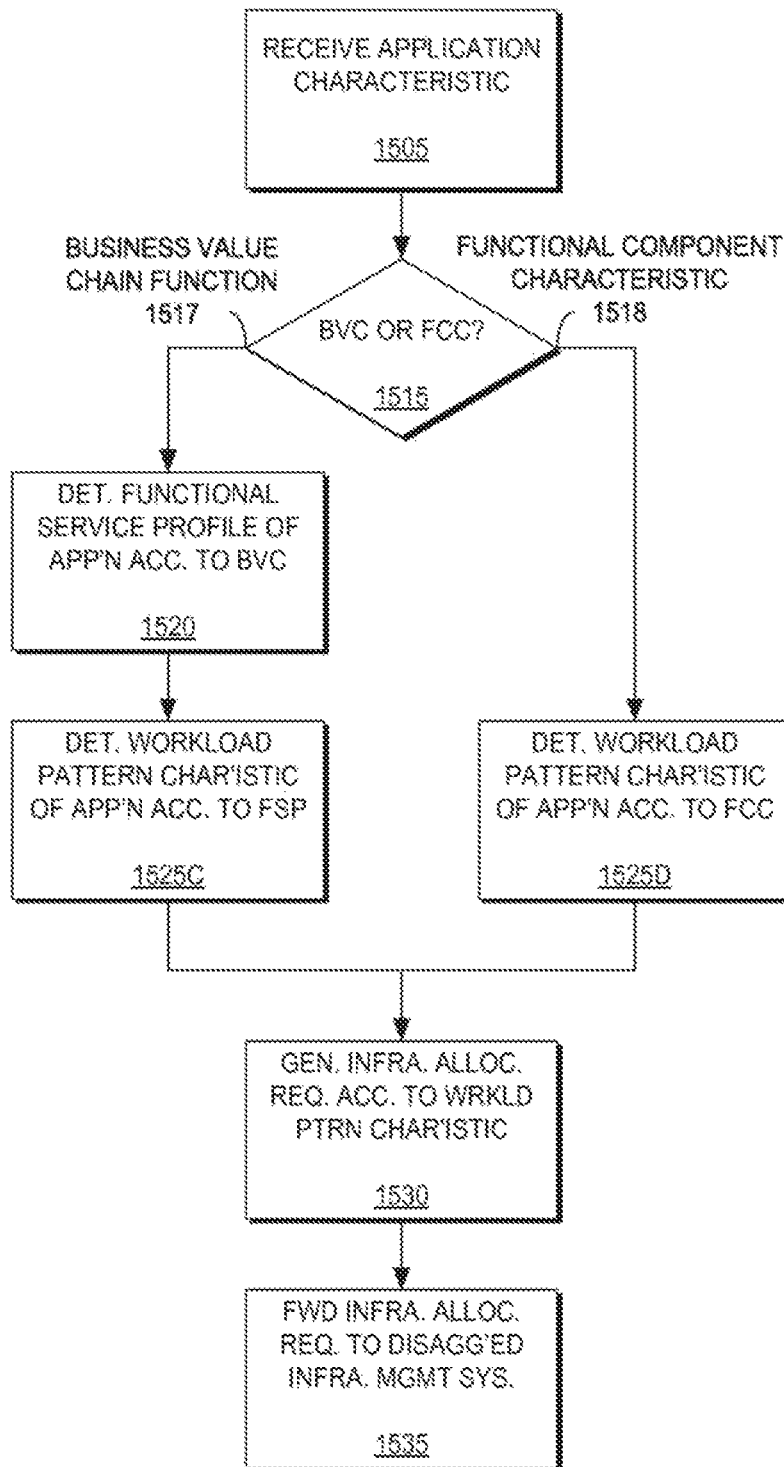 RECEIVE APPLICATION
CHARACTERISTIC
1505
BUSINESS VALUE
CHAIN FUNCTION
1517
FUNCTIONAL COMPONENT
CHARACTERISTIC
1518
BVC OR FCC?
1515
DET. FUNCTIONAL
SERVICE PROFILE OF
APP'N ACC. TO BVC
1520
DET. WORKLOAD
PATTERN CHAR'ISTIC
OF APP'N ACC. TO FSP
1525C
DET. WORKLOAD
PATTERN CHAR'ISTIC
OF APP'N ACC. TO FCC
1525D
GEN. INFRA. ALLOC.
REQ. ACC. TO WRKLD
PTRN CHAR'ISTIC
1530
FWD INFRA. ALLOC.
REQ. TO DISAGG'ED
INFRA. MGMT SYS.
1535